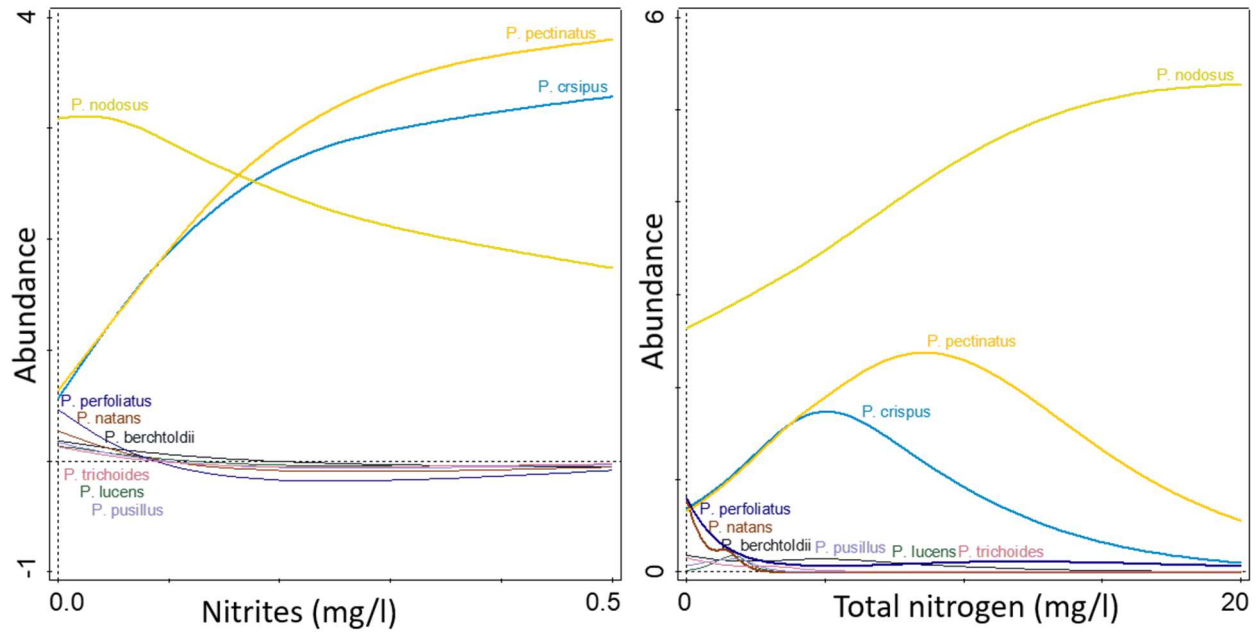 4
P. pectinatus
P. crsipus
P. nodosus
Abundance
P. perfoliatus
P. natans
P. berchtoldii
P. trichoides
P. lucens
P. pusillus
-1
0.0
Nitrites (mg/l)
0.5
6
P. nodosus
Abundance
P. pectinatus
P. crispus
P. perfoliatus
P. natans
P. berchtoldii P. pusillus P. lucens P. trichoides
0
0
Total nitrogen (mg/l)
20